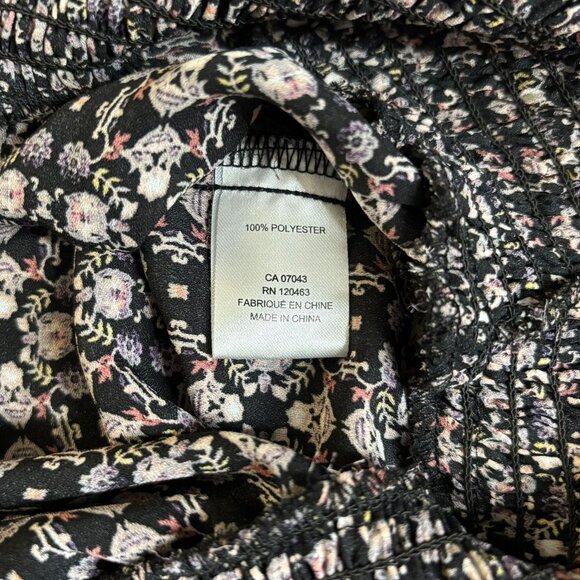 100% POLYESTER
CA 07043
RN 120463
FABRIQUÉ EN CHINE
MADE IN CHINA